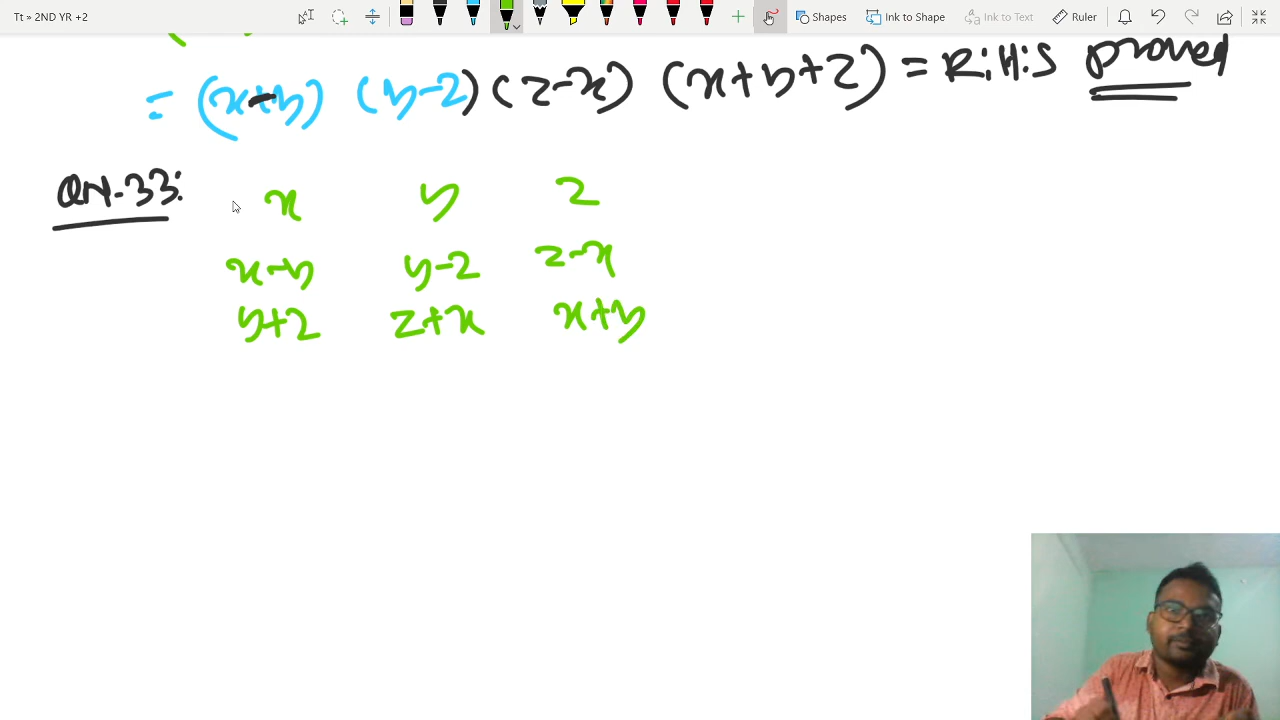 Tt » 2ND YR +2
Shapes Ink to Shape Ink to Text Ruler
= (x-y) (y-z) (z-x) (x+y+z) = R.H.S proved
QN-33:
x y z
x-y y-z z-x
y+z z+x x+y